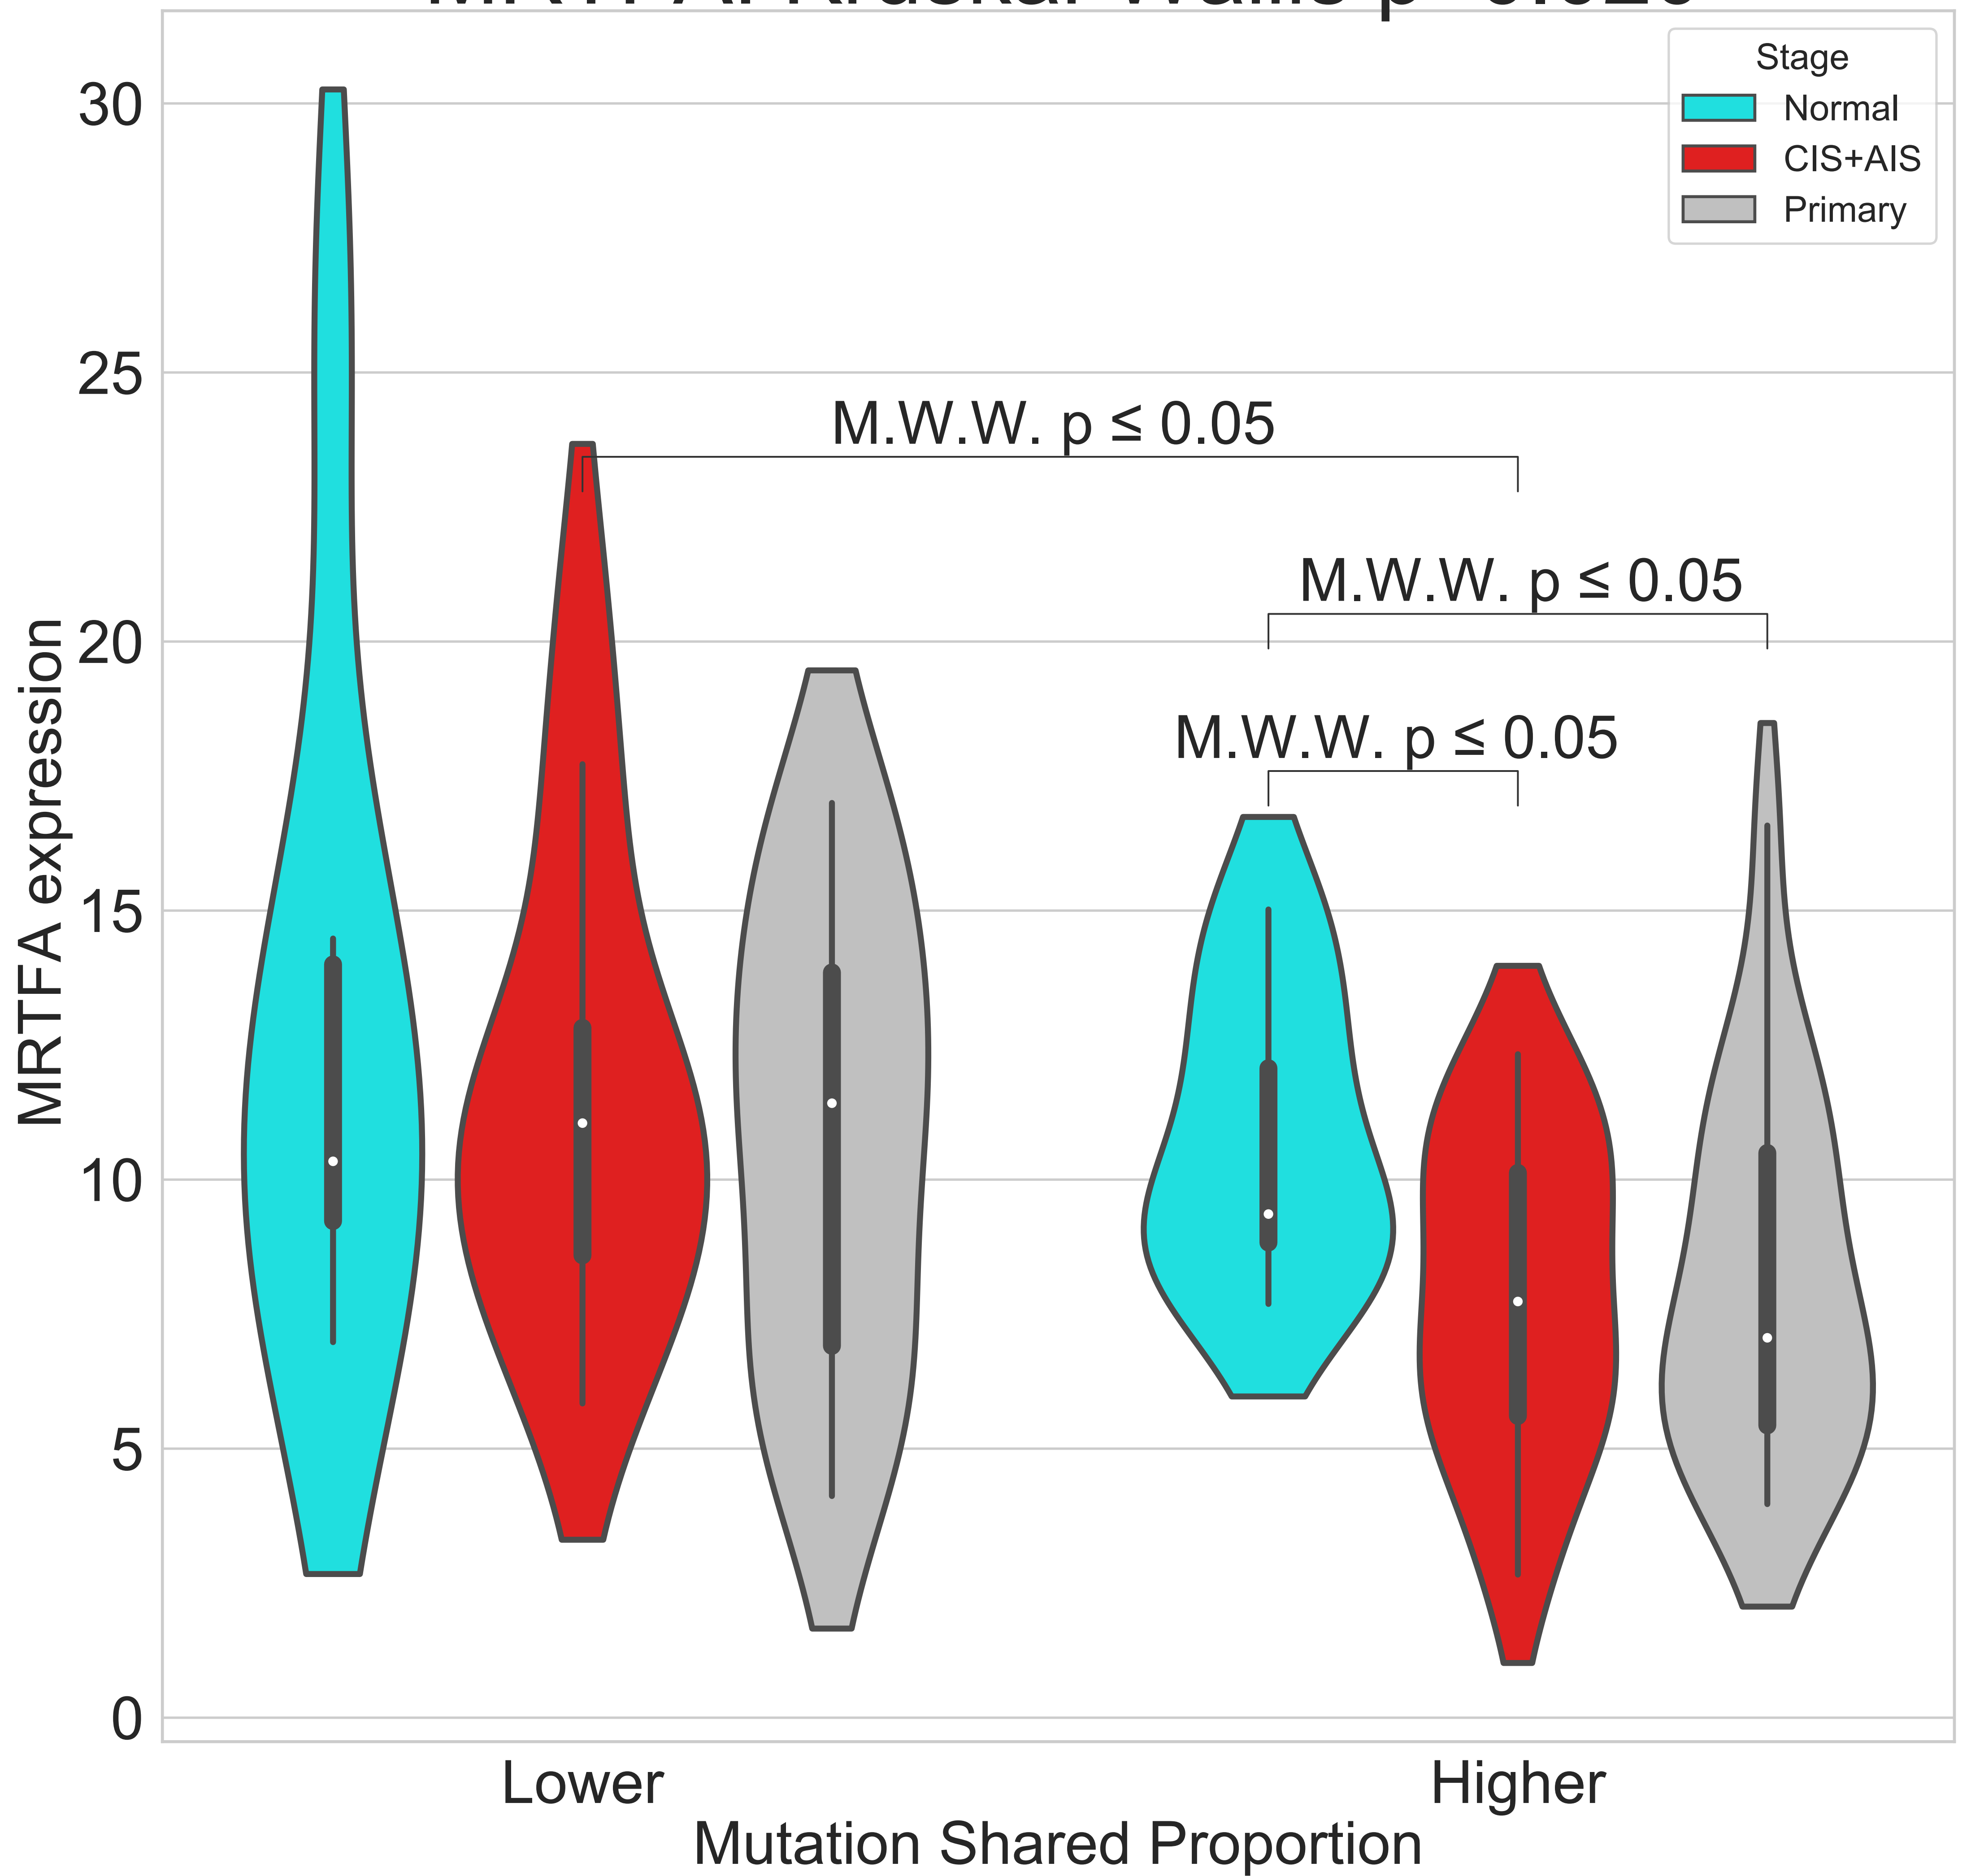 Stage
Normal
CIS+AIS
Primary
30
25
20
15
10
5
0
MRTFA expression
M.W.W. p ≤ 0.05
M.W.W. p ≤ 0.05
M.W.W. p ≤ 0.05
Lower
Higher
Mutation Shared Proportion